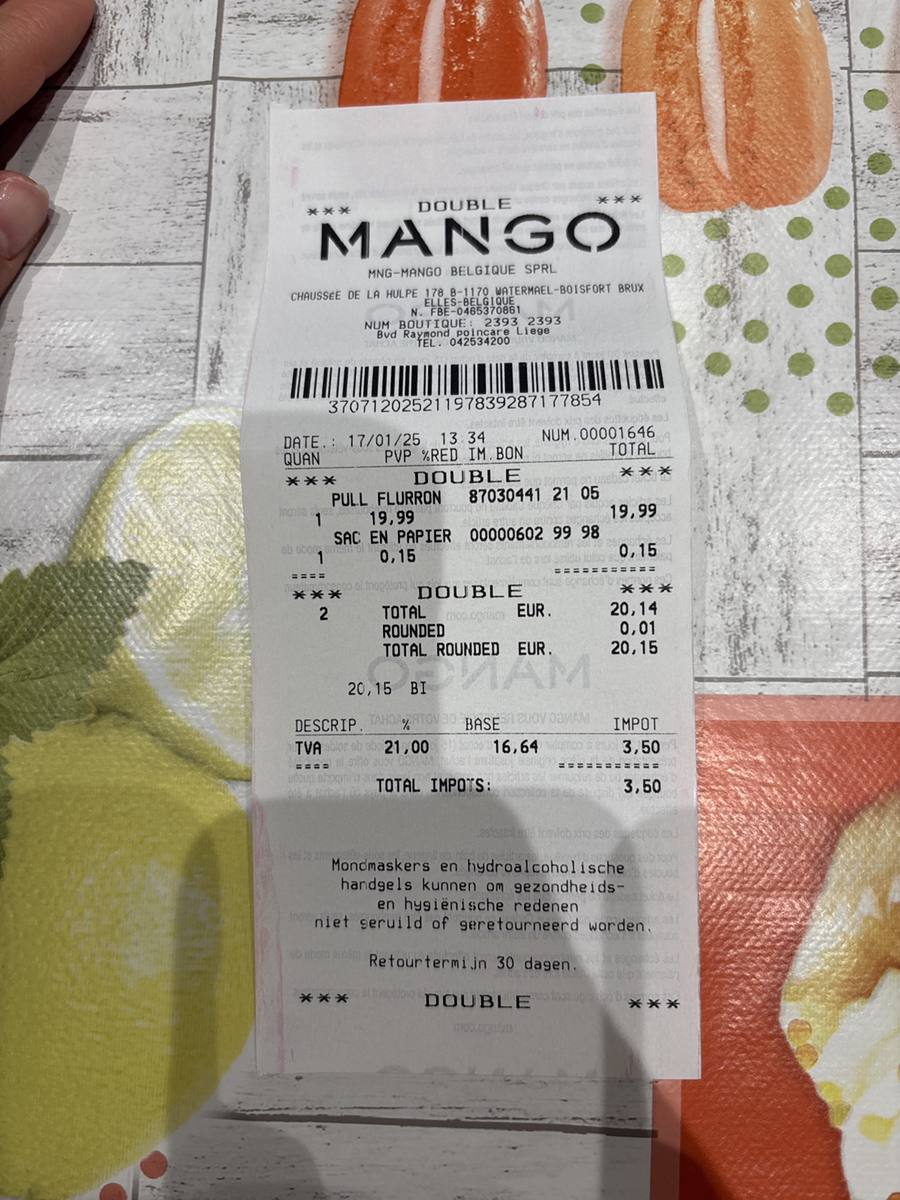 *** DOUBLE ***
MANGO
MNG-MANGO BELGIQUE SPRL
CHAUSSéE DE LA HULPE 178 B-1170 WATERMAEL-BOISFORT BRUX
ELLES-BELGIQUE
N. FBE-0465370861
NUM BOUTIQUE: 2393 2393
Bvd Raymond poincare Liege
TEL. 042534200
37071202521197839287177854
DATE.: 17/01/25 13 34 NUM.00001646
QUAN PVP %RED IM.BON TOTAL
*** DOUBLE ***
PULL FLURRON 87030441 21 05
1 19,99 19,99
SAC EN PAPIER 00000602 99 98
1 0,15 0,15
==== ===========
*** DOUBLE ***
2 TOTAL EUR. 20,14
ROUNDED 0,01
TOTAL ROUNDED EUR. 20,15
20,15 BI
DESCRIP. % BASE IMPOT
TVA 21,00 16,64 3,50
==== ===========
TOTAL IMPOTS: 3,50
Mondmaskers en hydroalcoholische
handgels kunnen om gezondheids-
en hygiënische redenen
niet geruild of geretourneerd worden.
Retourtermijn 30 dagen.
*** DOUBLE ***